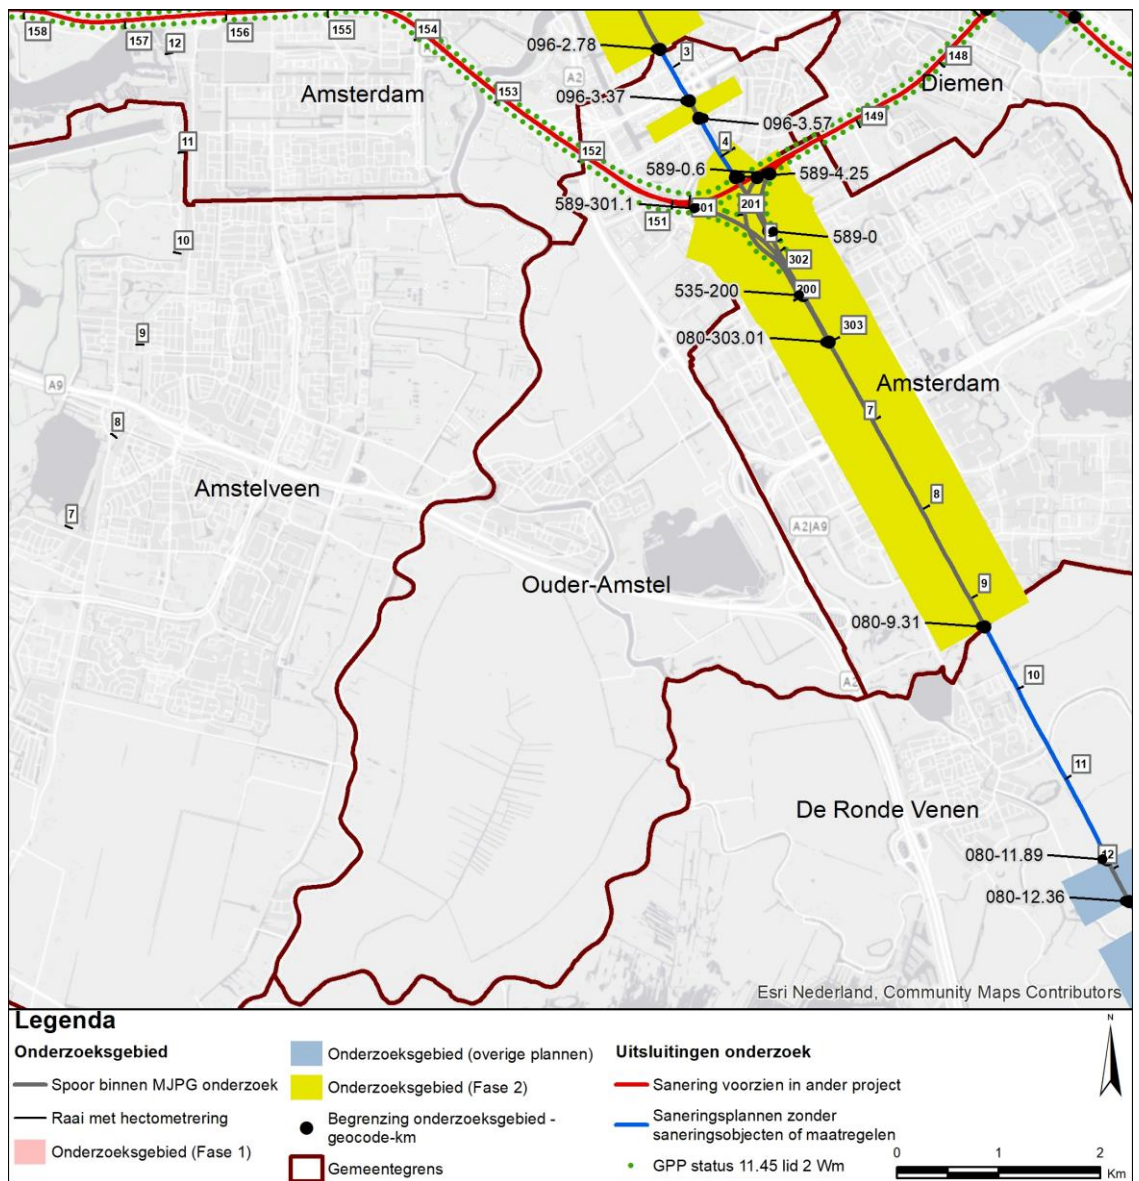 158
157
12
156
155
154
096-2.78
3
148
A2
Amsterdam
153
096-3.37
Diemen
149
096-3.57
11
152
4
589-0.6
589-4.25
589-301.1
151
201
10
589-0
302
535-200
200
080-303.01
303
9
A9
Amsterdam
7
8
Amstelveen
8
7
A2|A9
Ouder-Amstel
9
080-9.31
A2
10
11
De Ronde Venen
080-11.89
12
080-12.36
Esri Nederland, Community Maps Contributors
Legenda
Onderzoeksgebied
Spoor binnen MJPG onderzoek
Raai met hectometrering
Onderzoeksgebied (Fase 1)
Onderzoeksgebied (overige plannen)
Onderzoeksgebied (Fase 2)
Begrenzing onderzoeksgebied -
geocode-km
Gemeentegrens
Uitsluitingen onderzoek
Sanering voorzien in ander project
Saneringsplannen zonder
saneringsobjecten of maatregelen
GPP status 11.45 lid 2 Wm
N
0 1 2
Km